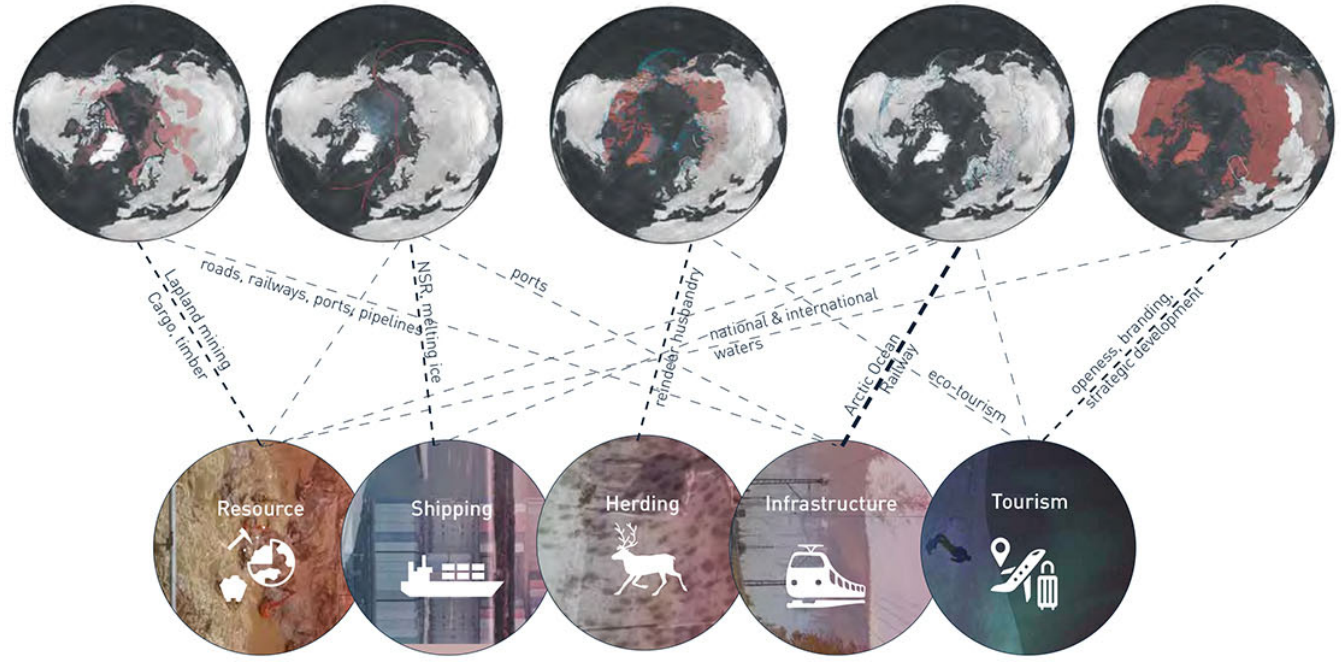 Lapland mining
Cargo, timber
roads, railways, ports, pipelines
NSR, melting ice
ports
reindeer husbandry
national & international
waters
Arctic Ocean
Railway
eco-tourism
openess, branding,
strategic development
Resource
Shipping
Herding
Infrastructure
Tourism